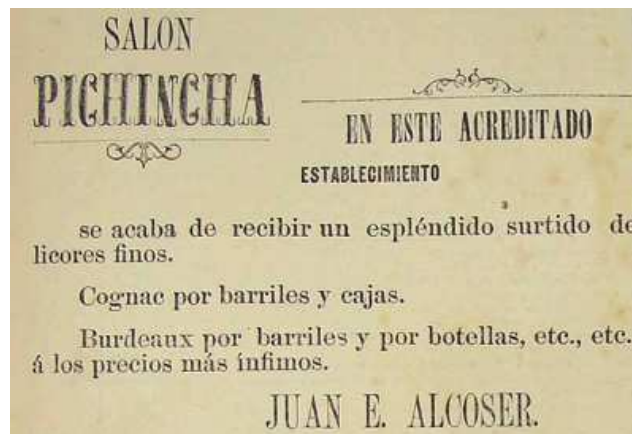 SALON
PICHINCHA
EN ESTE ACREDITADO
ESTABLECIMIENTO
se acaba de recibir un espléndido surtido de
licores finos.
Cognac por barriles y cajas.
Burdeaux por barriles y por botellas, etc., etc.
á los precios más ínfimos.
JUAN E. ALCOSER.